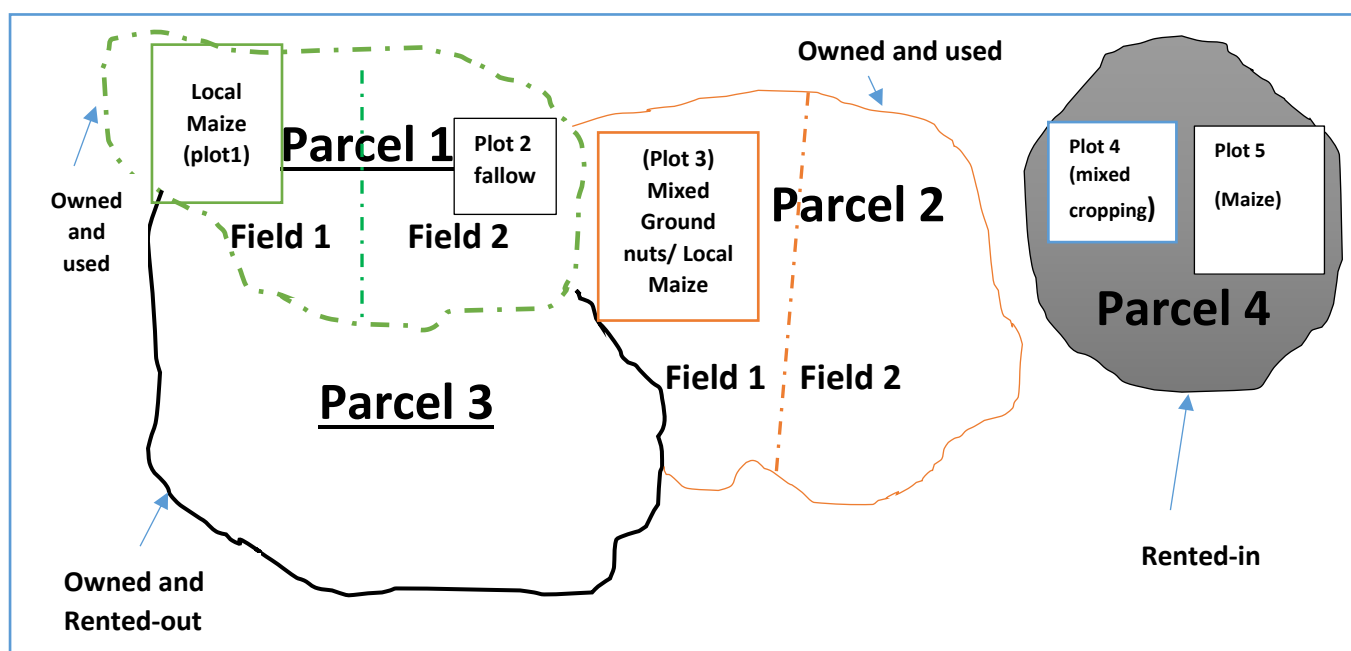 Local
Maize
(plot1)
Parcel 1
Plot 2
fallow
Field 1
Field 2
Owned
and
used
Owned and used
(Plot 3)
Mixed
Ground
nuts/ Local
Maize
Parcel 2
Field 1
Field 2
Plot 4
(mixed
cropping)
Plot 5
(Maize)
Parcel 4
Parcel 3
Owned and
Rented-out
Rented-in